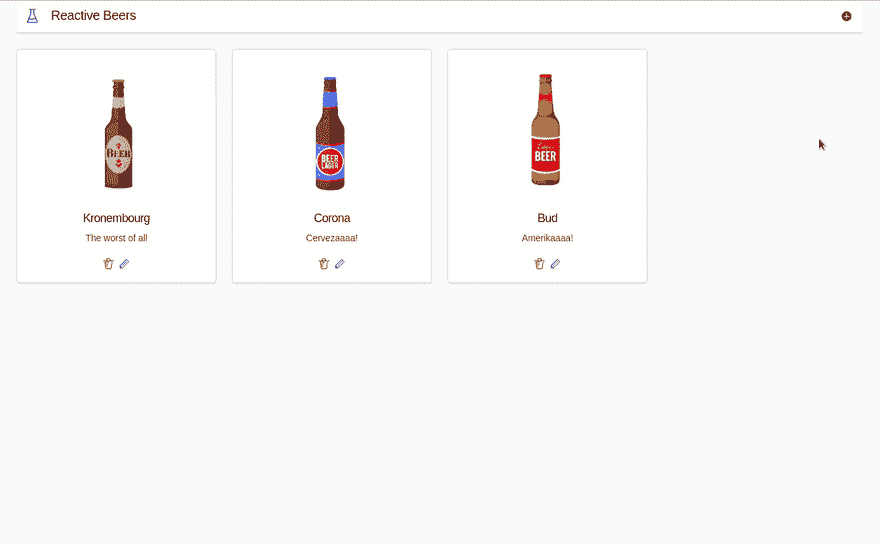 Reactive Beers
BEER
BEER
LAGER
BEER
Kronembourg
Corona
Bud
The worst of all
Cervezaaaa!
Amerikaaaa!